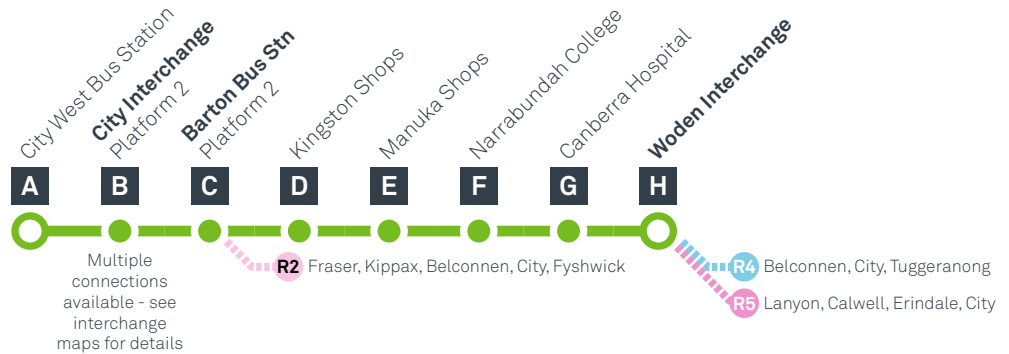 City West Bus Station
City Interchange
Platform 2
Barton Bus Stn
Platform 2
Kingston Shops
Manuka Shops
Narrabundah College
Canberra Hospital
Woden Interchange
A
B
C
D
E
F
G
H
Multiple
connections
available - see
interchange
maps for details
R2 Fraser, Kippax, Belconnen, City, Fyshwick
R4 Belconnen, City, Tuggeranong
R5 Lanyon, Calwell, Erindale, City